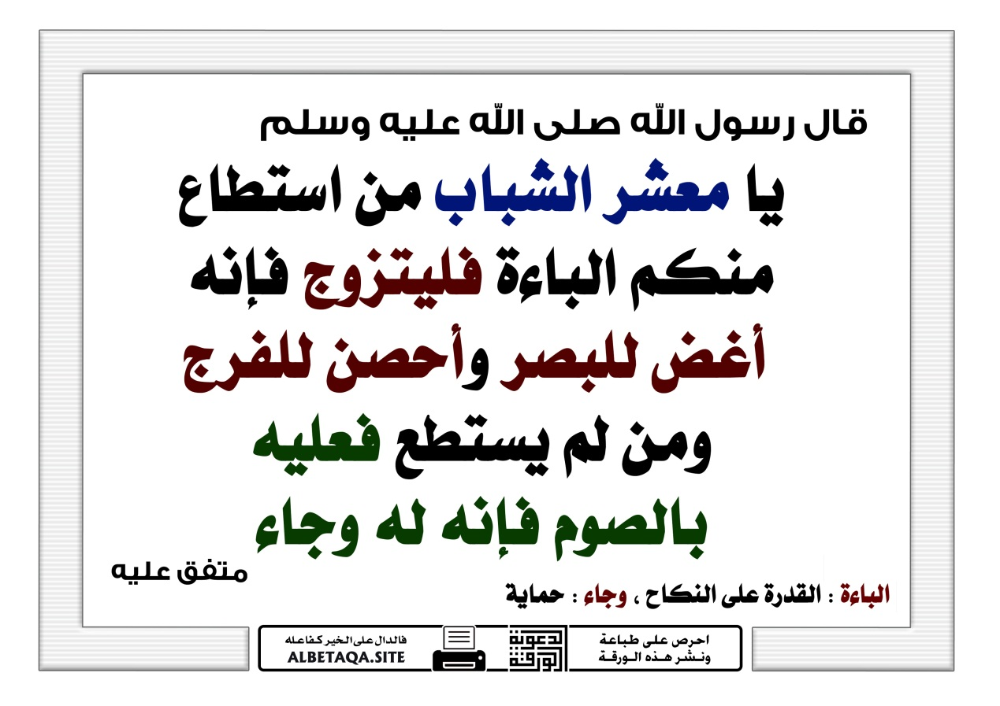 قال رسول الله صلى الله عليه وسلم
يا معشر الشباب من استطاع
منكم الباءة فليتزوج فإنه
أغض للبصر وأحصن للفرج
ومن لم يستطع فعليه
بالصوم فإنه له وجاء
متفق عليه
الباءة : القدرة على النكاح ، وجاء : حماية
احرص على طباعة
ونشر هذه الورقة
الدعوية
الورقة
فالدال على الخير كفاعله
ALBETAQA.SITE